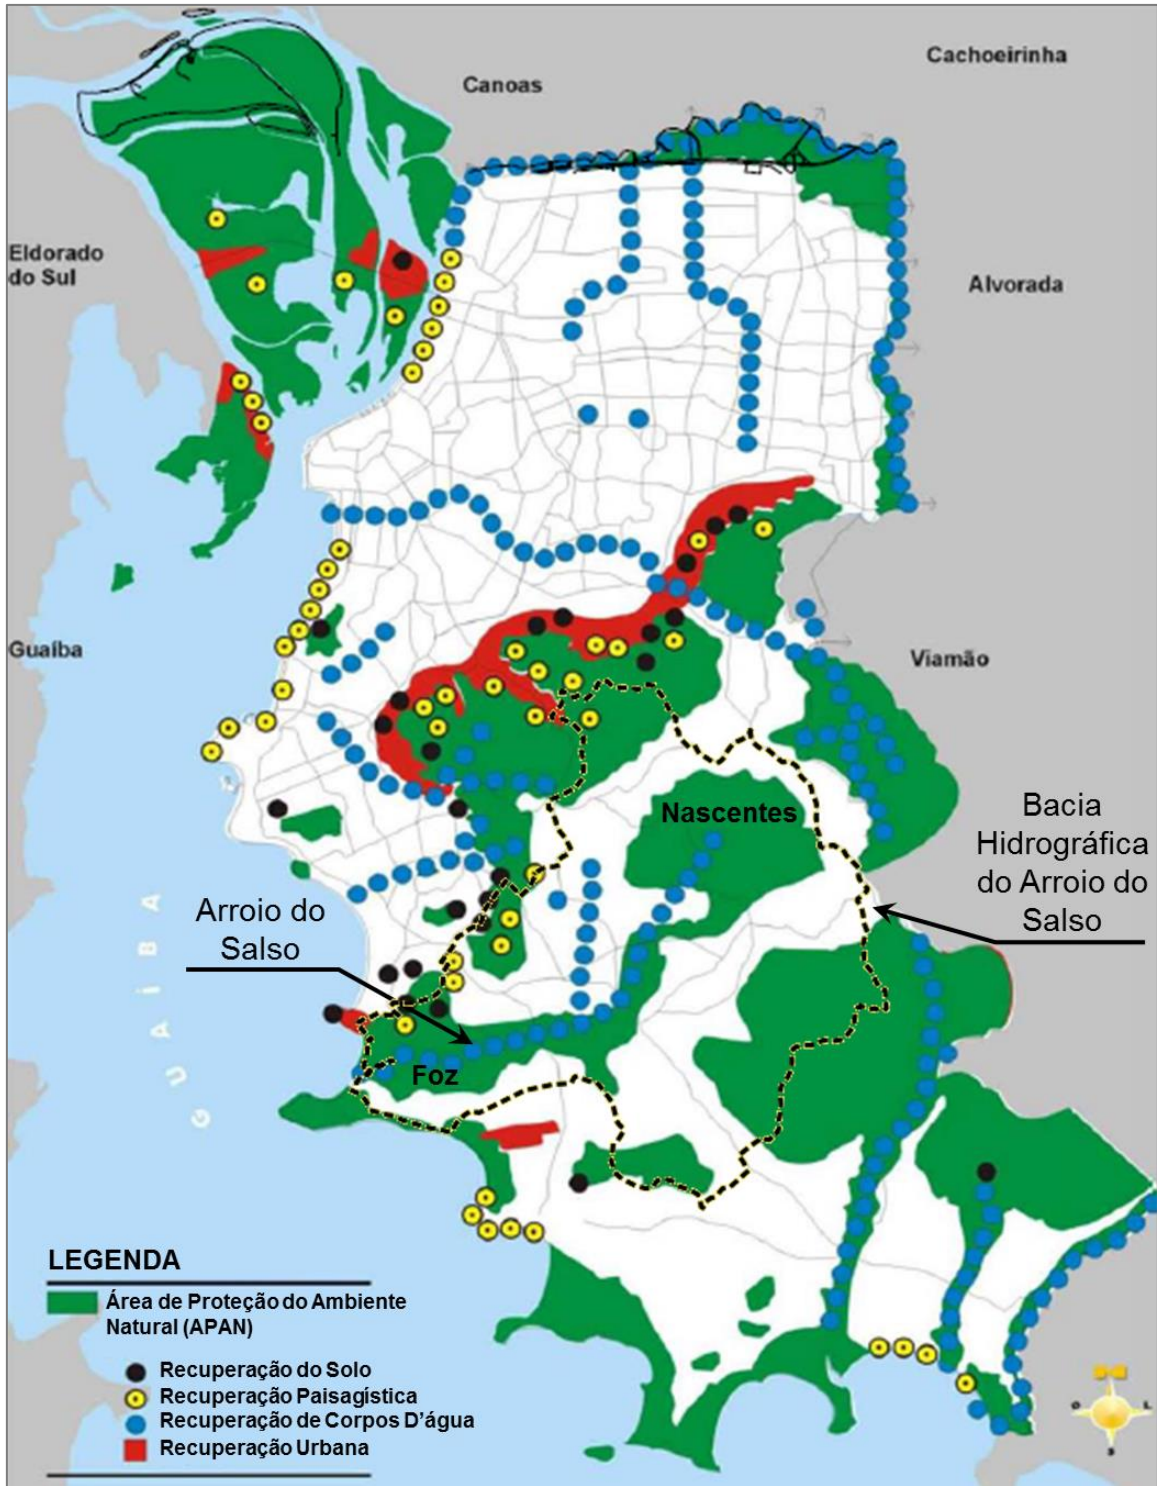 Cachoeirinha
Canoas
Eldorado
do Sul
Alvorada
Guaíba
Viamão
Nascentes
Bacia
Hidrográfica
do Arroio do
Salso
Arroio do
Salso
GUAÍBA
Foz
LEGENDA
Área de Proteção do Ambiente
Natural (APAN)
Recuperação do Solo
Recuperação Paisagística
Recuperação de Corpos D'água
Recuperação Urbana
O L
S